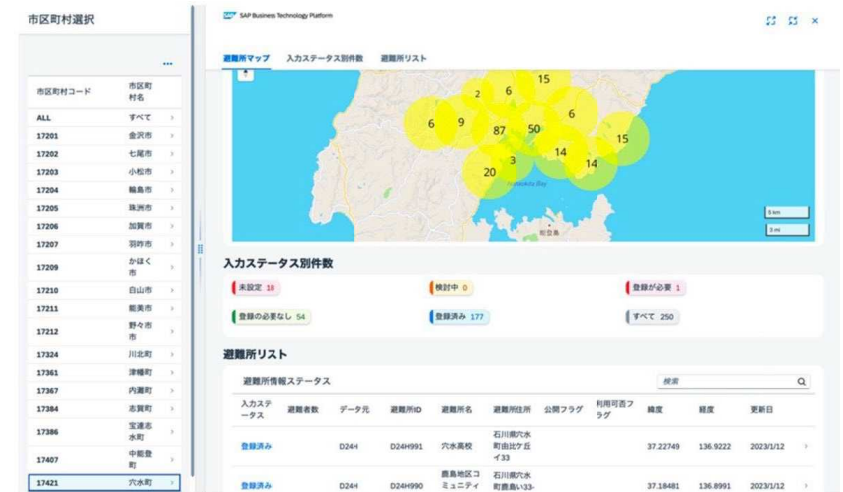 市区町村選択
...
市区町村コード 市区町
村名
ALL すべて
17201 金沢市
17202 七尾市
17203 小松市
17204 輪島市
17205 珠洲市
17206 加賀市
17207 羽咋市
17209 かほく
市
17210 白山市
17211 能美市
17212 野々市
市
17324 川北町
17361 津幡町
17367 内灘町
17384 志賀町
17386 宝達志
水町
17407 中能登
町
17421 穴水町
SAP SAP Business Technology Platform
避難所マップ 入力ステータス別件数 避難所リスト
15
2 6
6 9 6
87 50 15
3 14 14
20
能登島
5 km
3 mi
入力ステータス別件数
未設定 18 検討中 0 登録が必要 1
登録の必要なし 54 登録済み 177 すべて 250
避難所リスト
避難所情報ステータス 検索
入力ステ
ータス 避難者数 データ元 避難所ID 避難所名 避難所住所 公開フラグ 利用可否フ
ラグ 緯度 経度 更新日
登録済み D24H D24H991 穴水高校 石川県穴水
町由比ケ丘
イ33 37.22749 136.9222 2023/1/12
登録済み D24H D24H990 鹿島地区コ
ミュニティ 石川県穴水
町鹿島い33- 37.18481 136.8991 2023/1/12